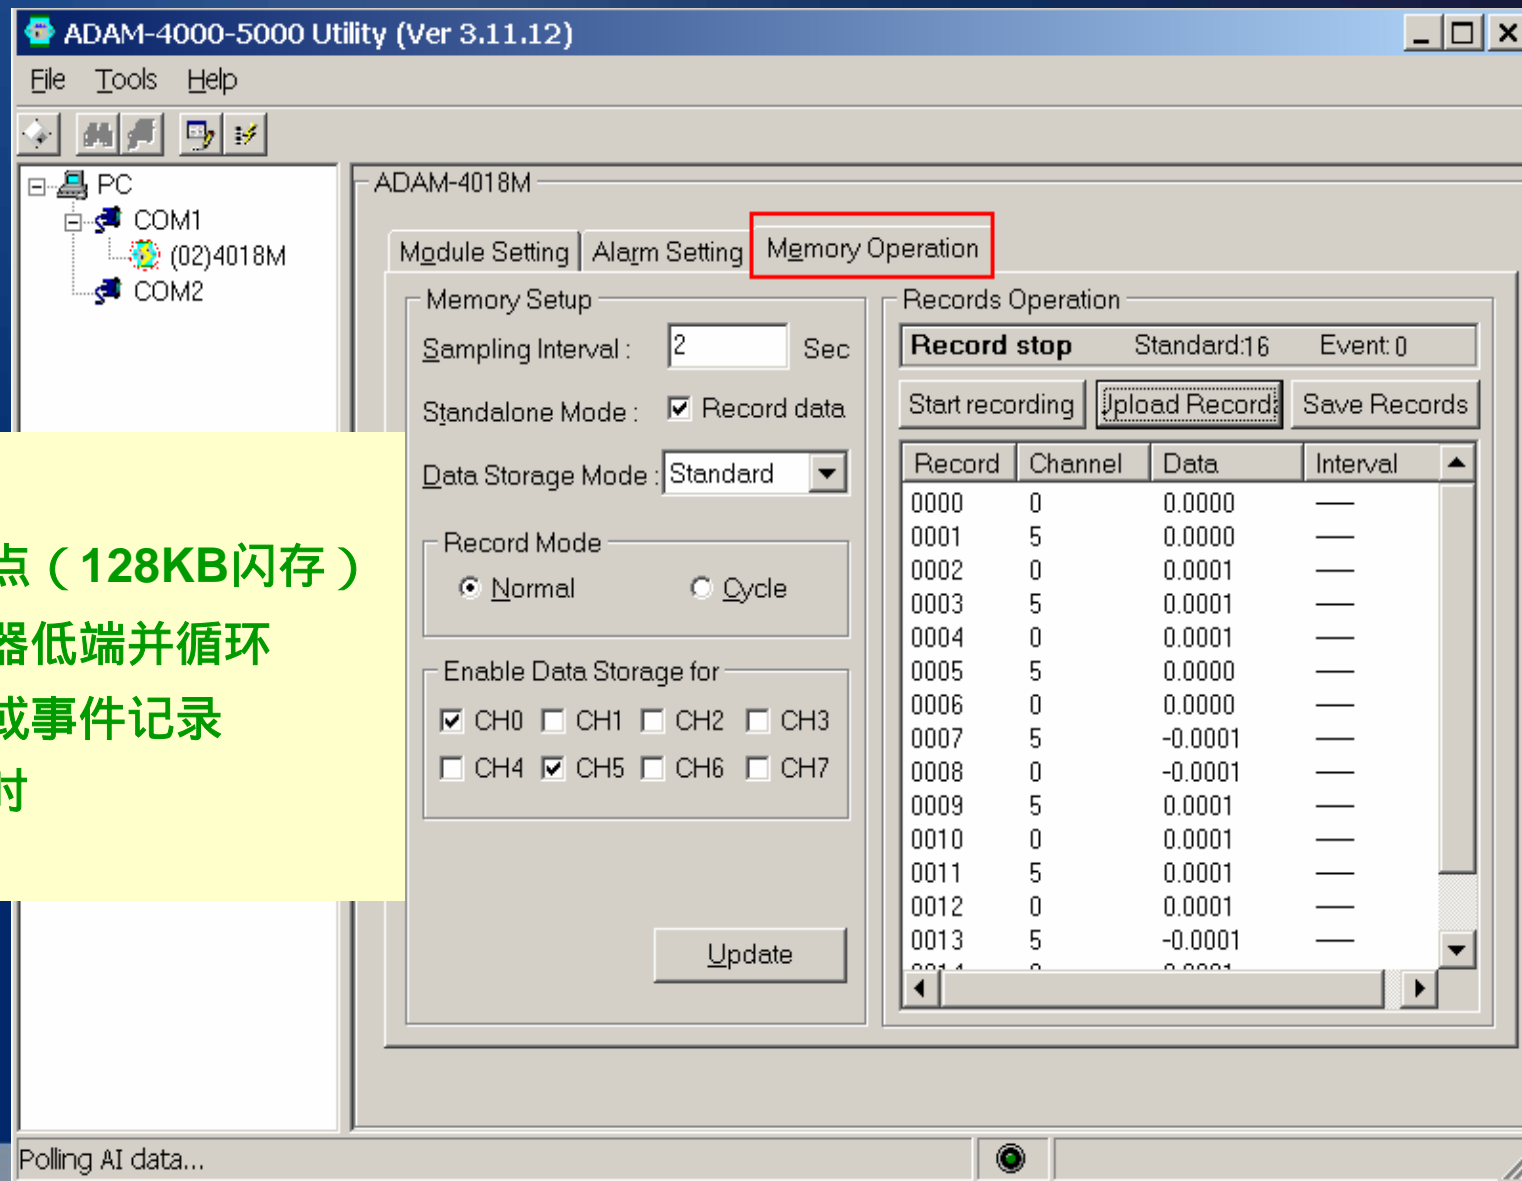 ADAM-4000-5000 Utility (Ver 3.11.12)
File Tools Help
PC
COM1
(02)4018M
COM2
点（128KB闪存）
器低端并循环
或事件记录
时
ADAM-4018M
Module Setting Alarm Setting Memory Operation
Memory Setup
Sampling Interval : 2 Sec
Standalone Mode : Record data
Data Storage Mode : Standard
Record Mode
Normal Cycle
Enable Data Storage for
CH0 CH1 CH2 CH3
CH4 CH5 CH6 CH7
Update
Records Operation
Record stop Standard:16 Event: 0
Start recording Upload Records Save Records
Record Channel Data Interval
0000 0 0.0000 —
0001 5 0.0000 —
0002 0 0.0001 —
0003 5 0.0001 —
0004 0 0.0001 —
0005 5 0.0000 —
0006 0 0.0000 —
0007 5 -0.0001 —
0008 0 -0.0001 —
0009 5 0.0001 —
0010 0 0.0001 —
0011 5 0.0001 —
0012 0 0.0001 —
0013 5 -0.0001 —
Polling AI data...